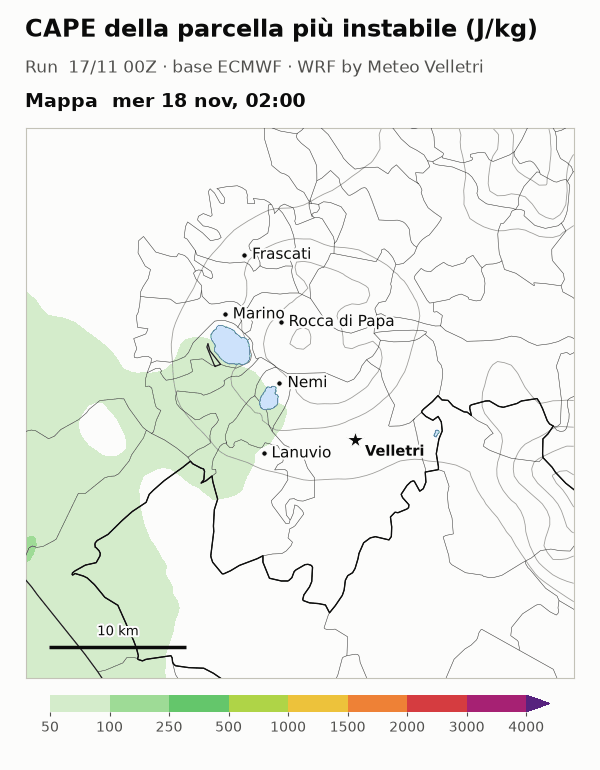 CAPE della parcella più instabile (J/kg)
Run  17/11 00Z · base ECMWF · WRF by Meteo Velletri
Mappa  mer 18 nov, 02:00
Frascati
Marino
Rocca di Papa
Nemi
Velletri
Lanuvio
10 km
50 100 250 500 1000 1500 2000 3000 4000